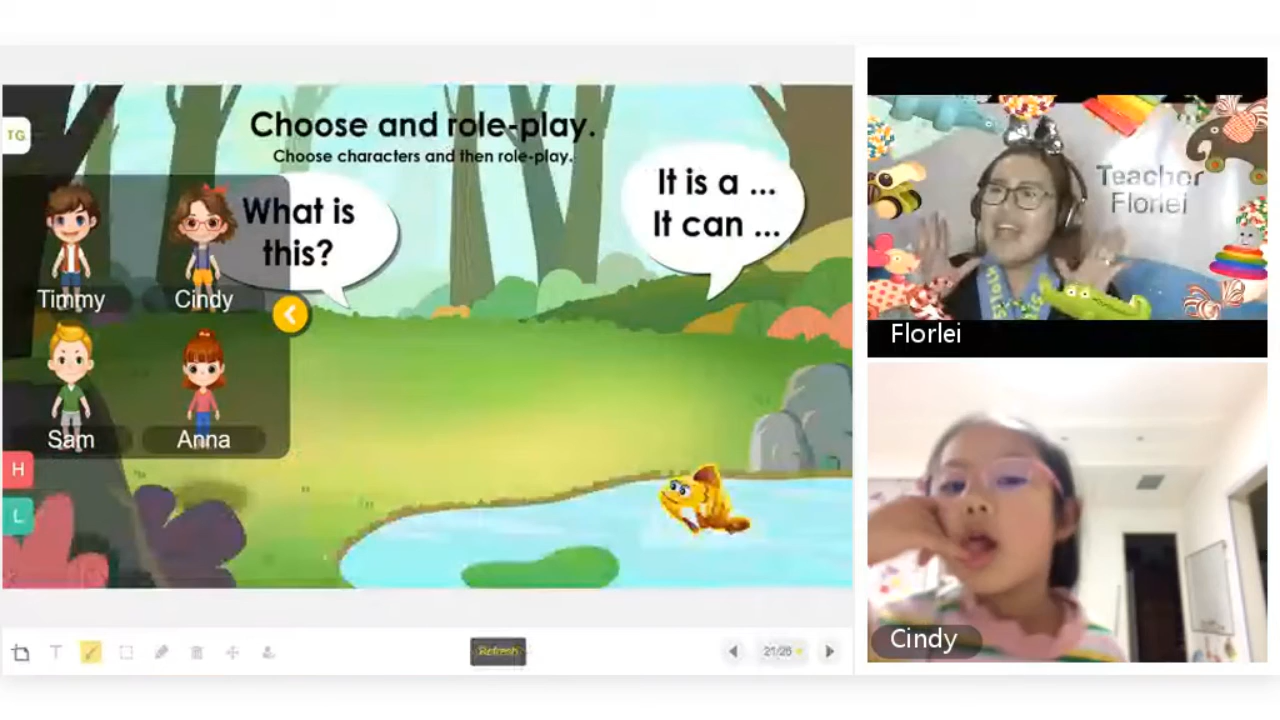 TG
Choose and role-play.
Choose characters and then role-play.
What is
this?
It is a ...
It can ...
Timmy
Cindy
Sam
Anna
H
L
T
Refresh
21/25
Teacher
Florlei
Florlei
Cindy